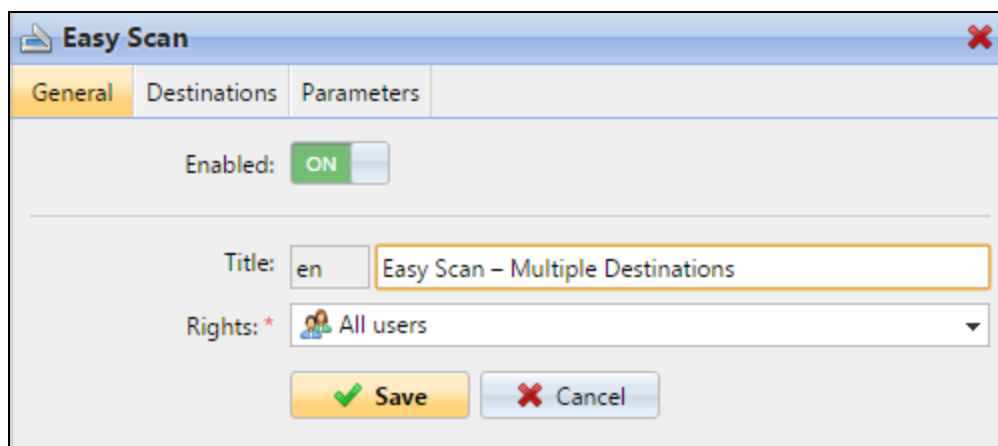 Easy Scan
General Destinations Parameters
Enabled: ON
Title: en Easy Scan – Multiple Destinations
Rights: * All users
Save Cancel